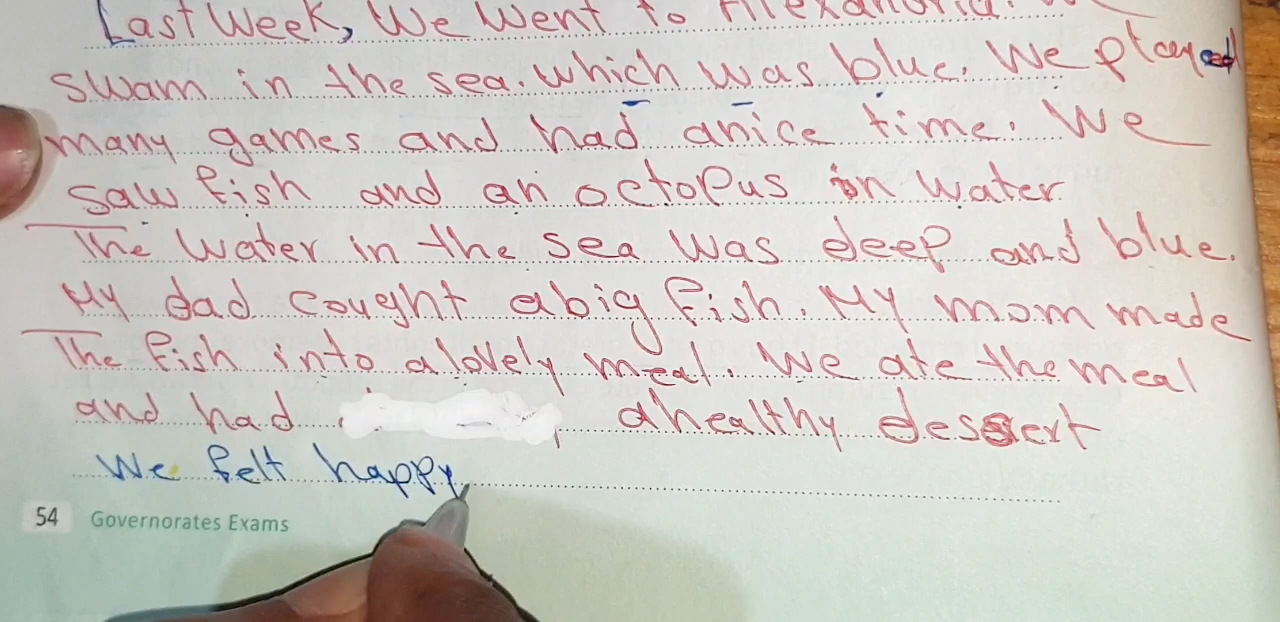 Last week, We went to Alexandria. We
swam in the sea. which was blue. We played
many games and had anice time. We
saw fish and an octopus in water
The water in the sea was deep and blue.
My dad cought abig fish. My mom made
The fish into alovely meal. We ate the meal
and had ahealthy dessert
We felt happy
54 Governorates Exams